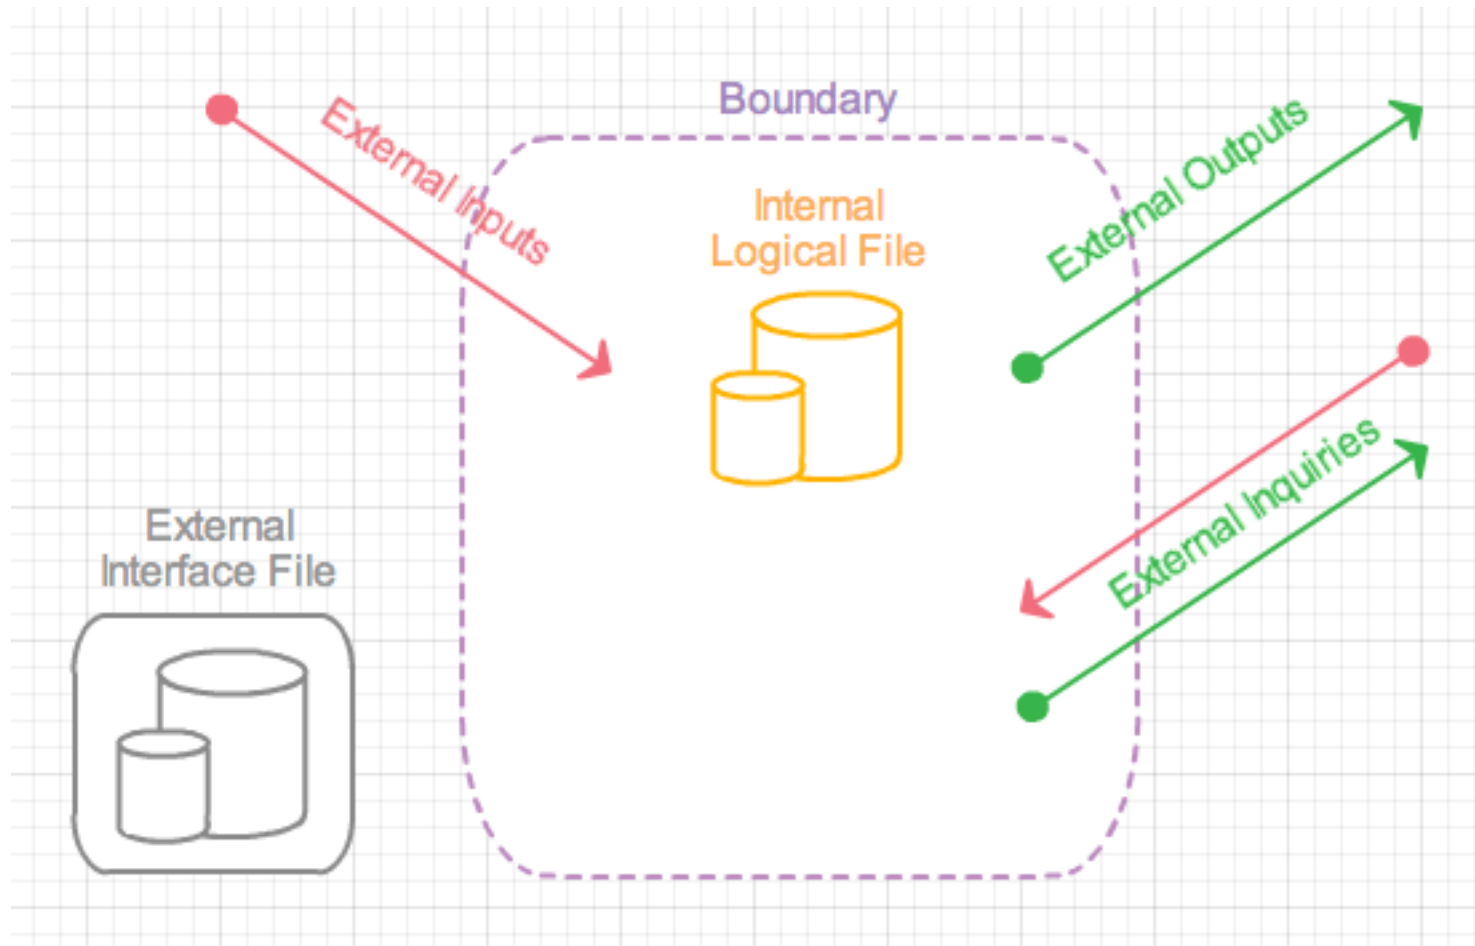 Boundary
External Inputs
Internal
Logical File
External Outputs
External Inquiries
External
Interface File